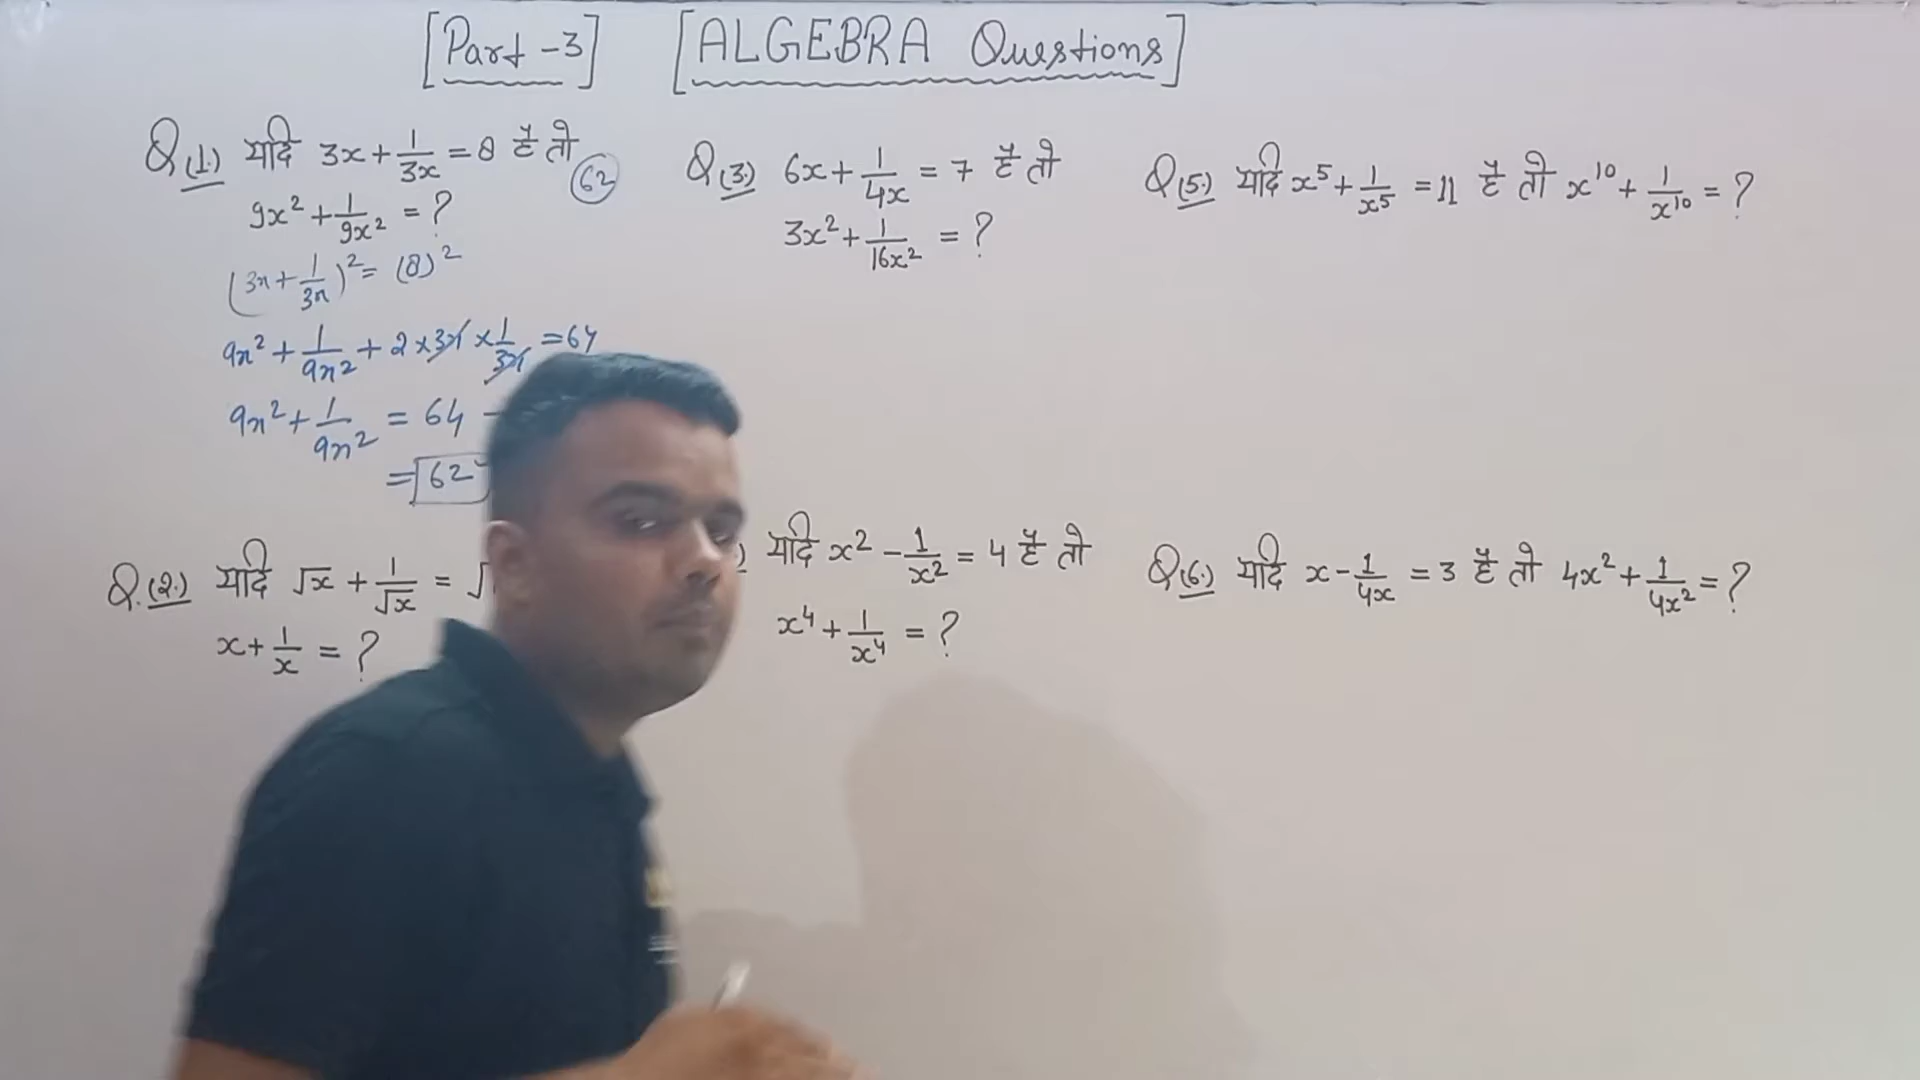 [Part-3] [ALGEBRA Questions]
Q.(1.) यदि 3x + 1/3x = 8 है तो
9x² + 1/9x² = ?
62
(3x + 1/3x)² = (8)²
9x² + 1/9x² + 2 × 3x × 1/3x = 64
9x² + 1/9x² = 64 -
= 62
Q.(2.) यदि √x + 1/√x = √
x + 1/x = ?
Q(3.) 6x + 1/4x = 7 है तो
3x² + 1/16x² = ?
) यदि x² - 1/x² = 4 है तो
x⁴ + 1/x⁴ = ?
Q(5.) यदि x⁵ + 1/x⁵ = 11 है तो x¹⁰ + 1/x¹⁰ = ?
Q(6.) यदि x - 1/4x = 3 है तो 4x² + 1/4x² = ?